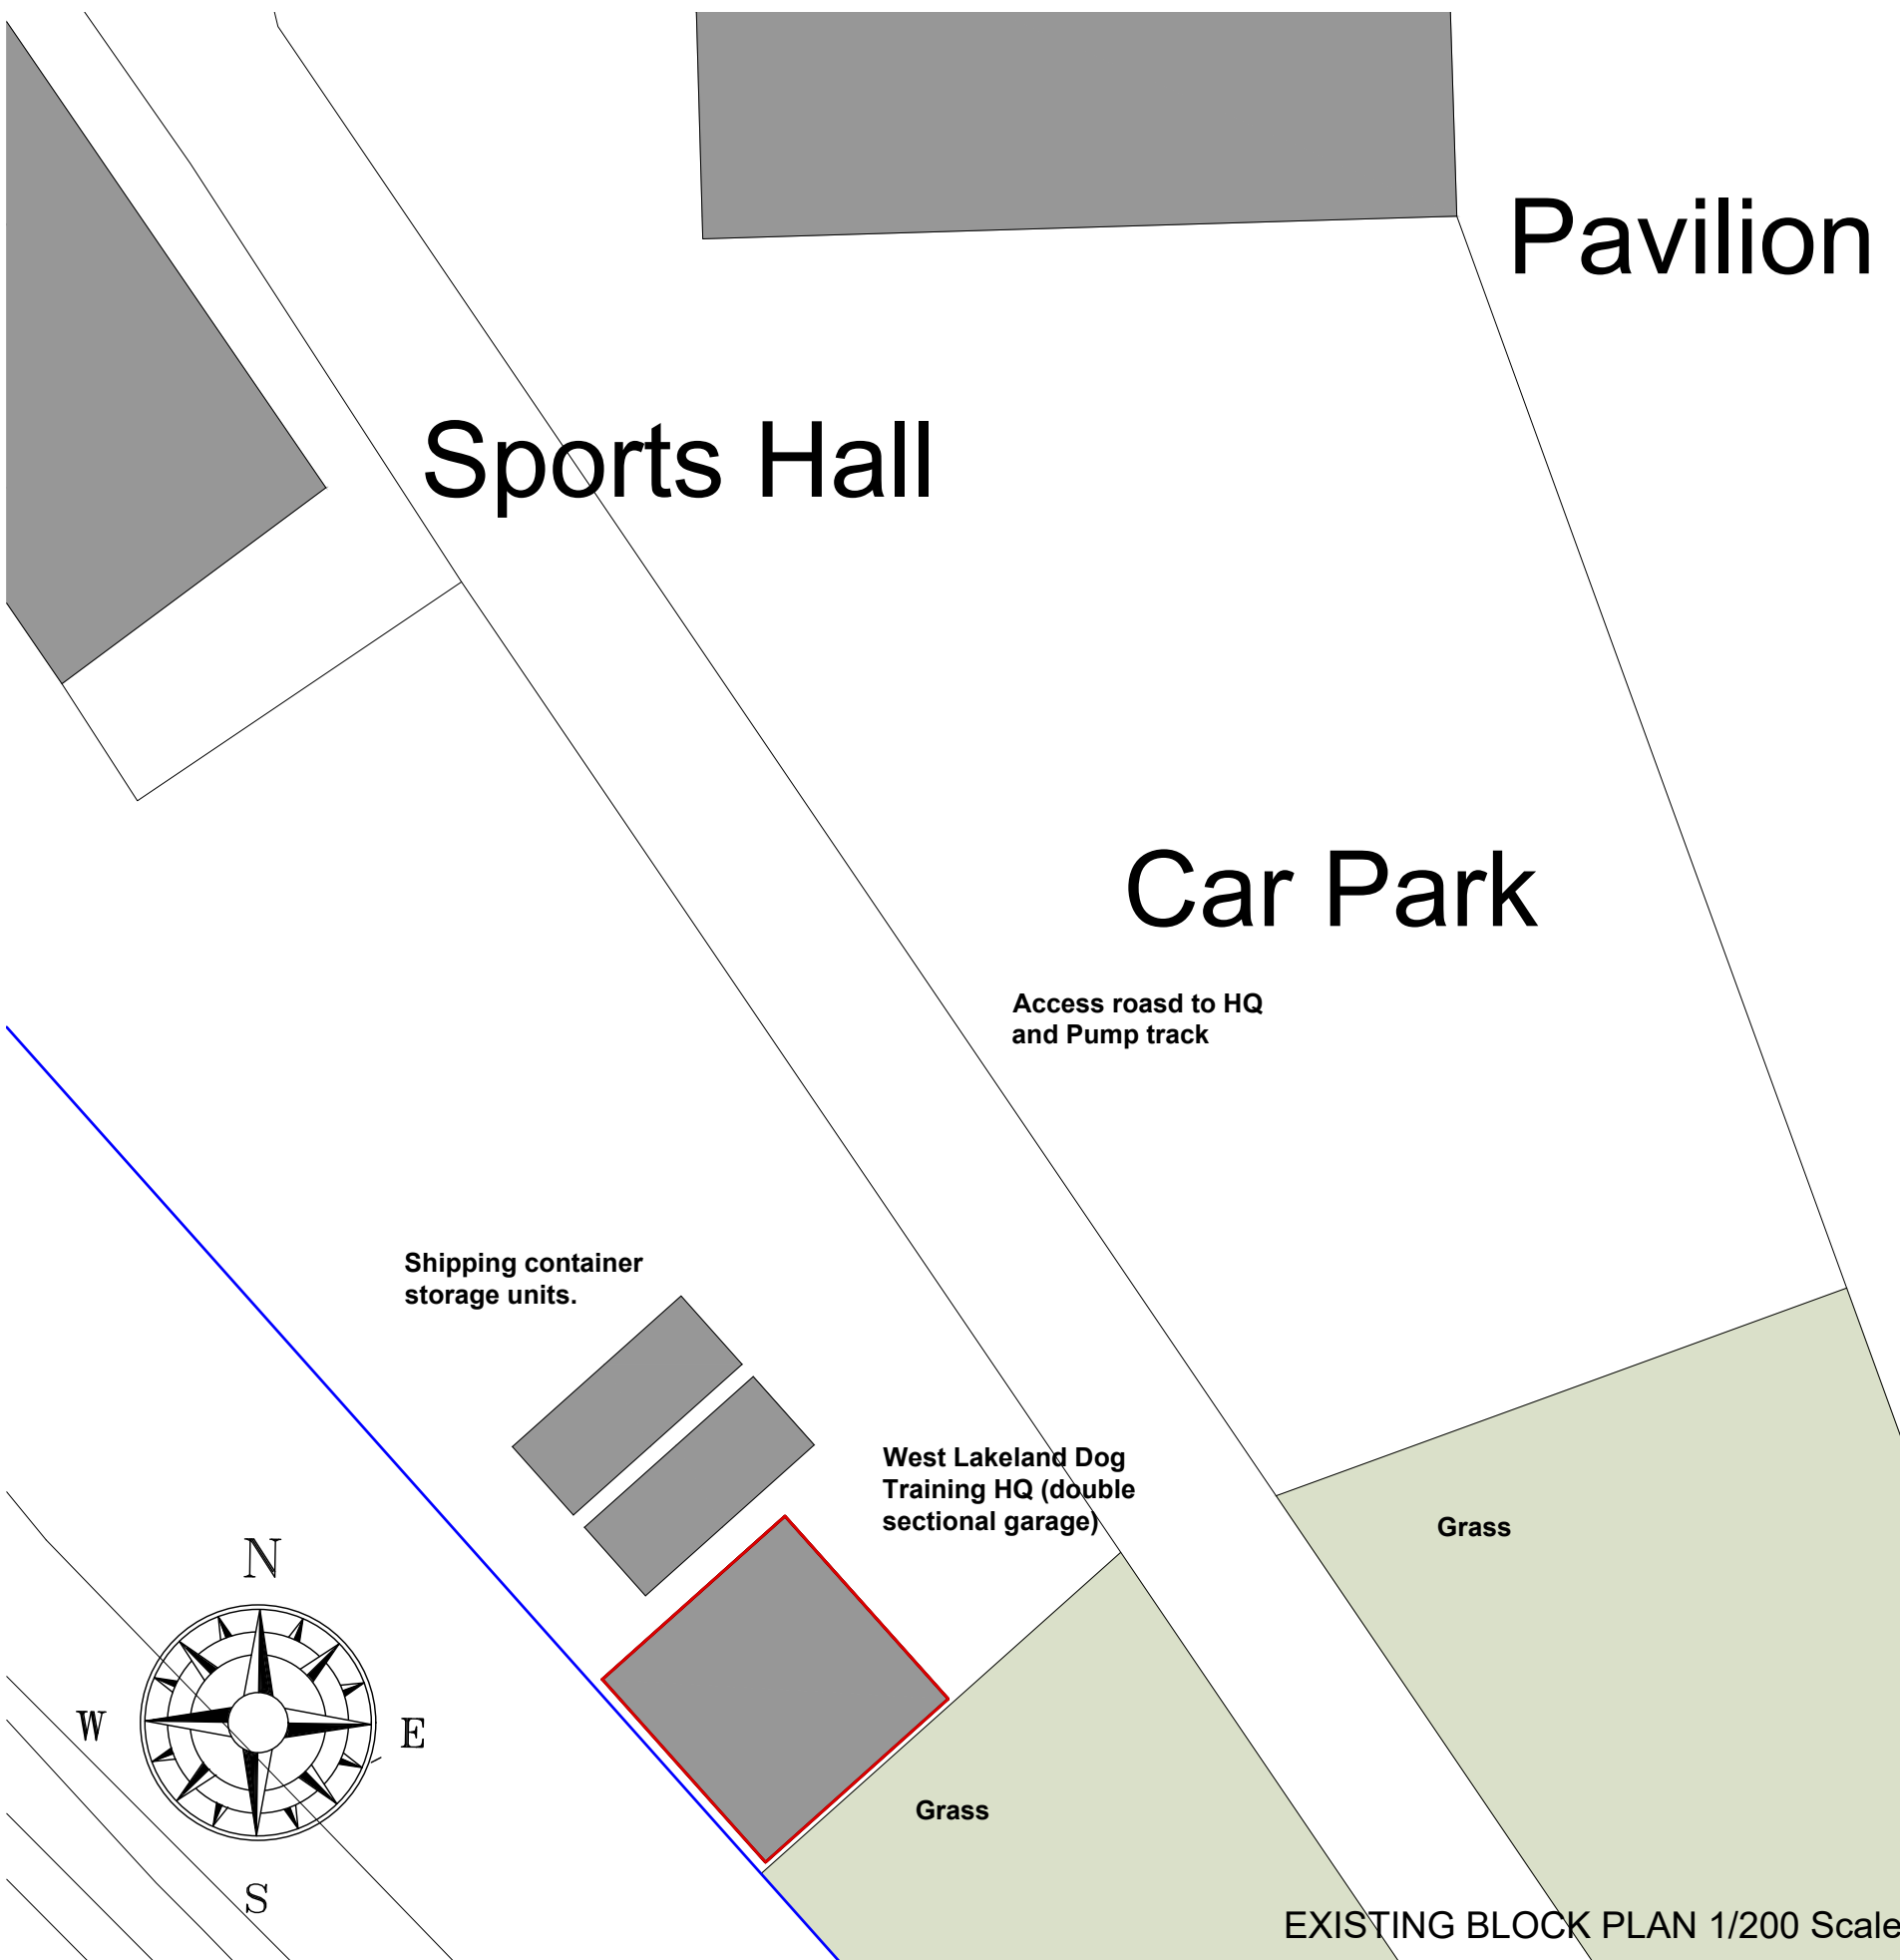 Pavilion
Sports Hall
Car Park
Access roasd to HQ
and Pump track
Shipping container
storage units.
West Lakeland Dog
Training HQ (double
sectional garage)
Grass
N
W
E
S
Grass
EXISTING BLOCK PLAN 1/200 Scale